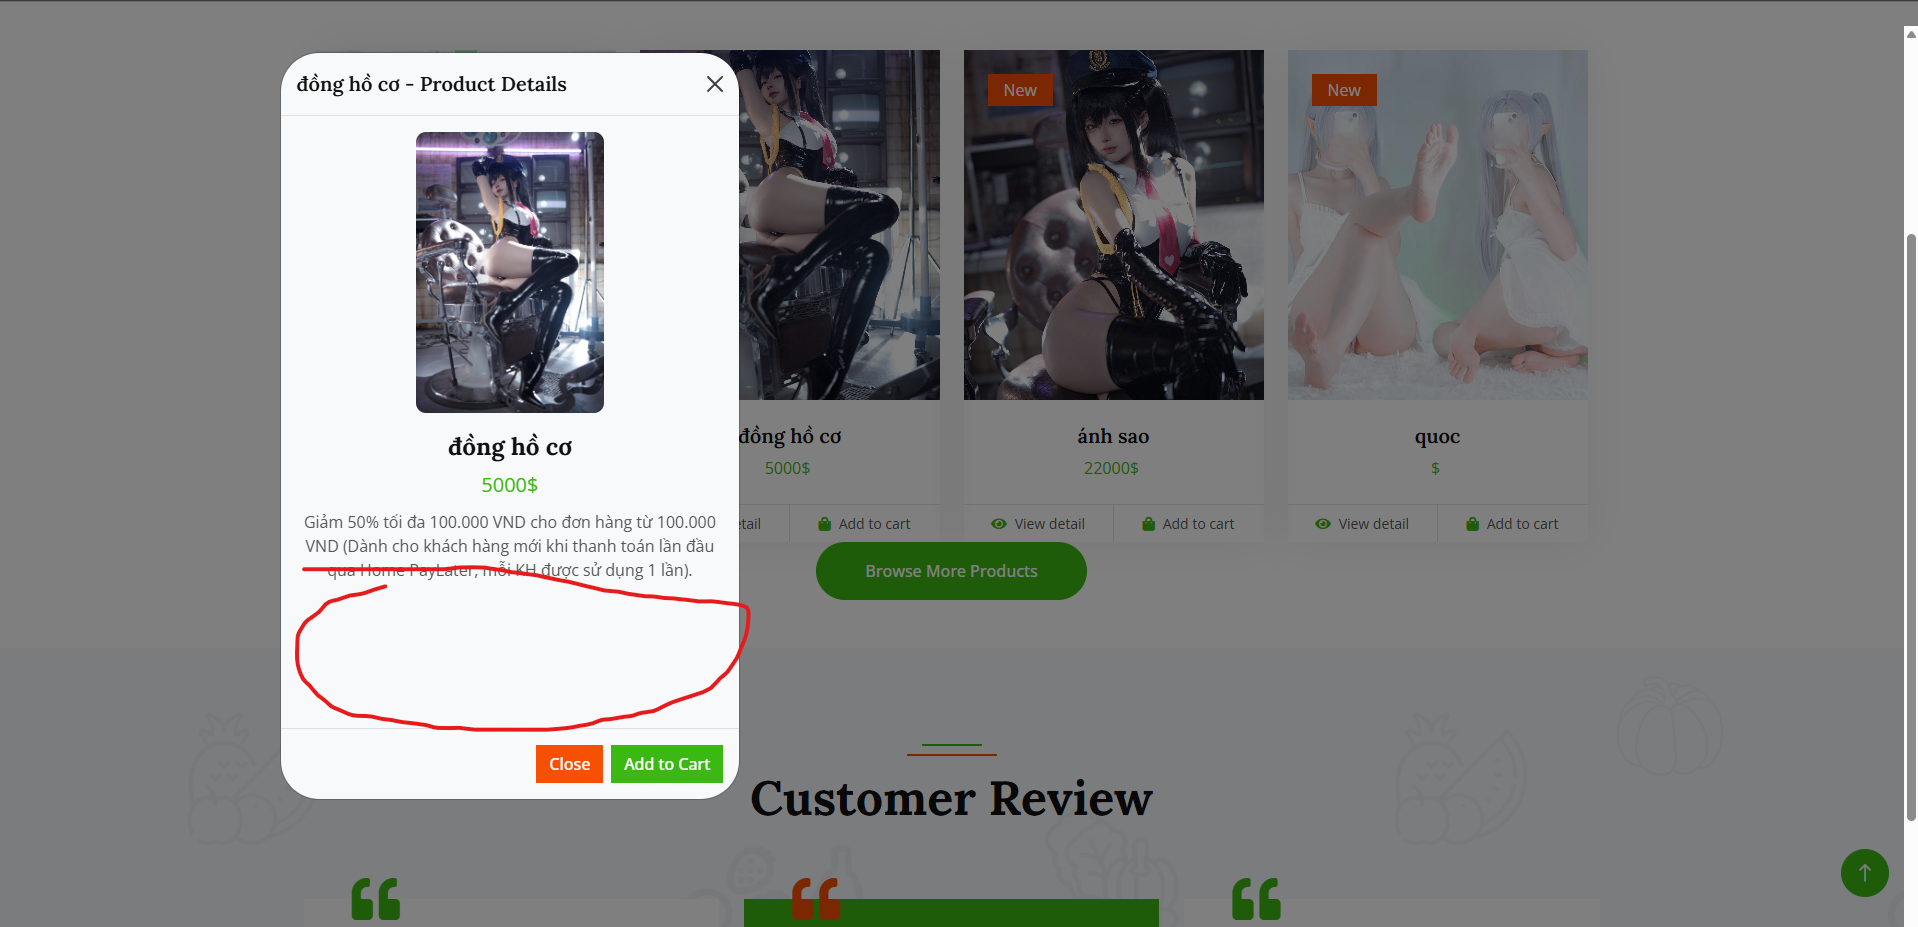 đồng hồ cơ - Product Details
đồng hồ cơ
5000$
Giảm 50% tối đa 100.000 VND cho đơn hàng từ 100.000
VND (Dành cho khách hàng mới khi thanh toán lần đầu
qua Home PayLater, mỗi KH được sử dụng 1 lần).
Close
Add to Cart
New
New
đồng hồ cơ
5000$
etail
Add to cart
ánh sao
22000$
View detail
Add to cart
quoc
$
View detail
Add to cart
Browse More Products
Customer Review